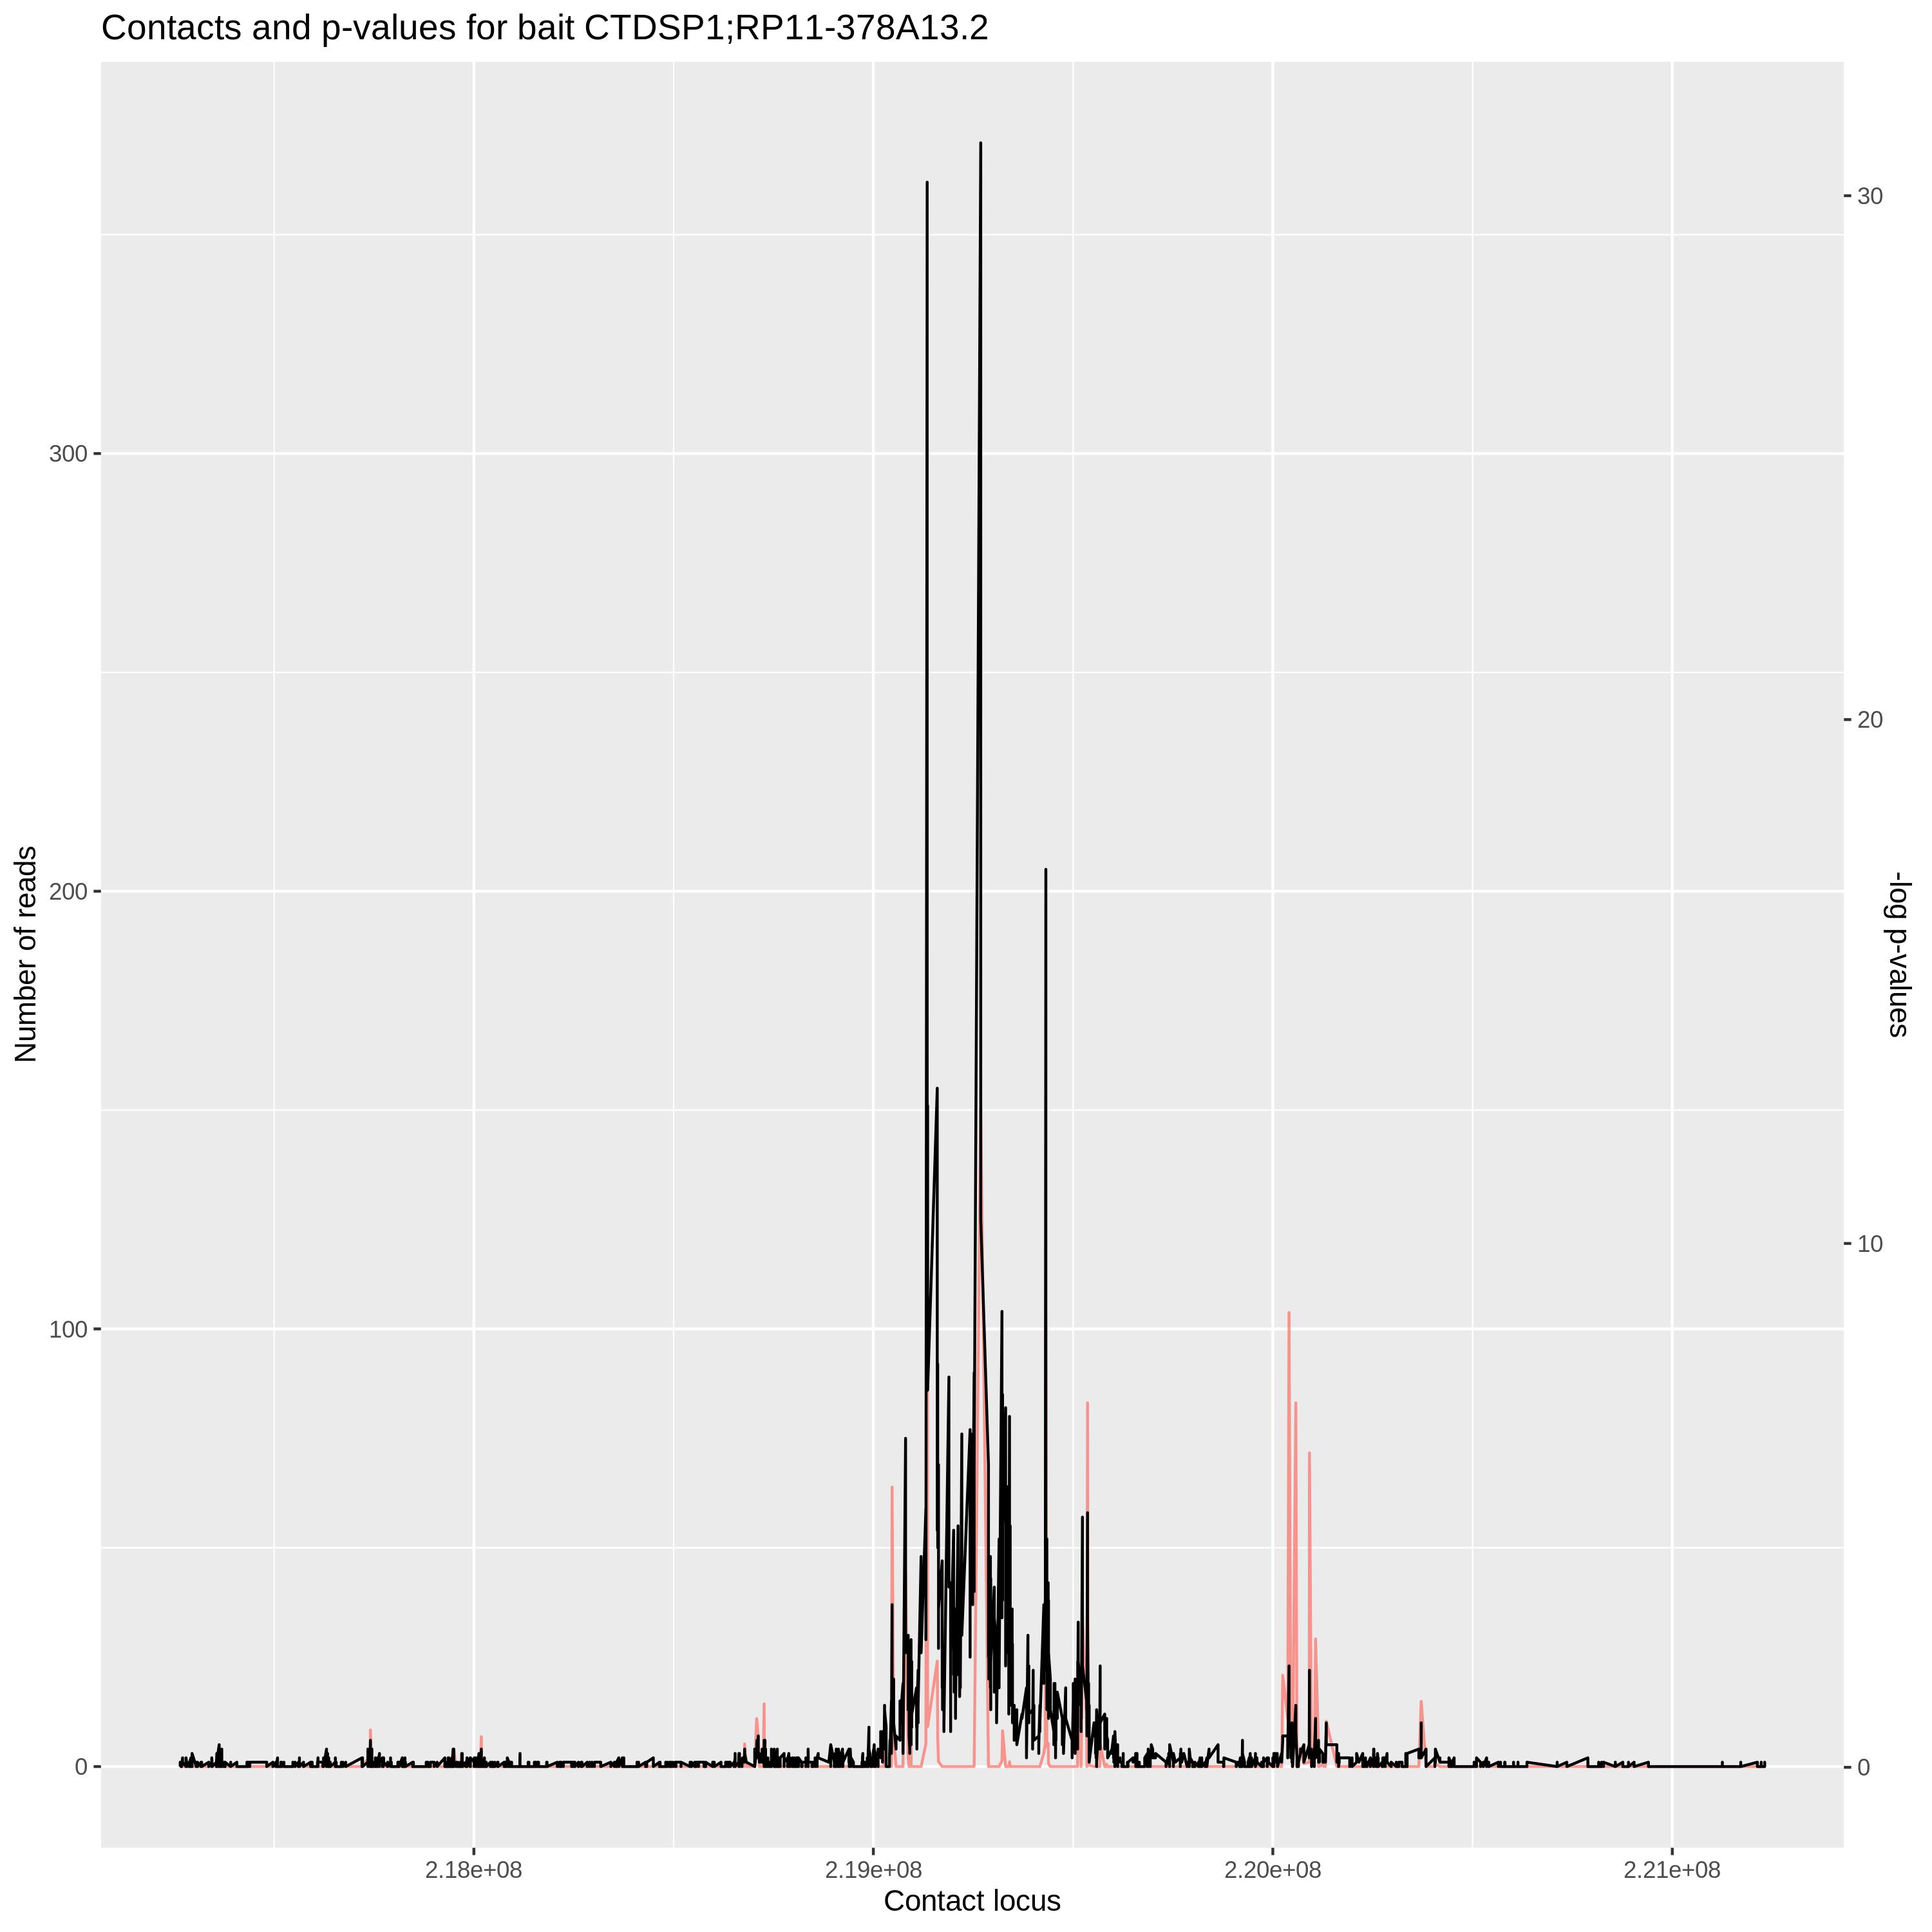 Contacts and p-values for bait CTDSP1;RP11-378A13.2
300
200
100
0
Number of reads
30
20
10
0
-log p-values
2.18e+08
2.19e+08
2.20e+08
2.21e+08
Contact locus